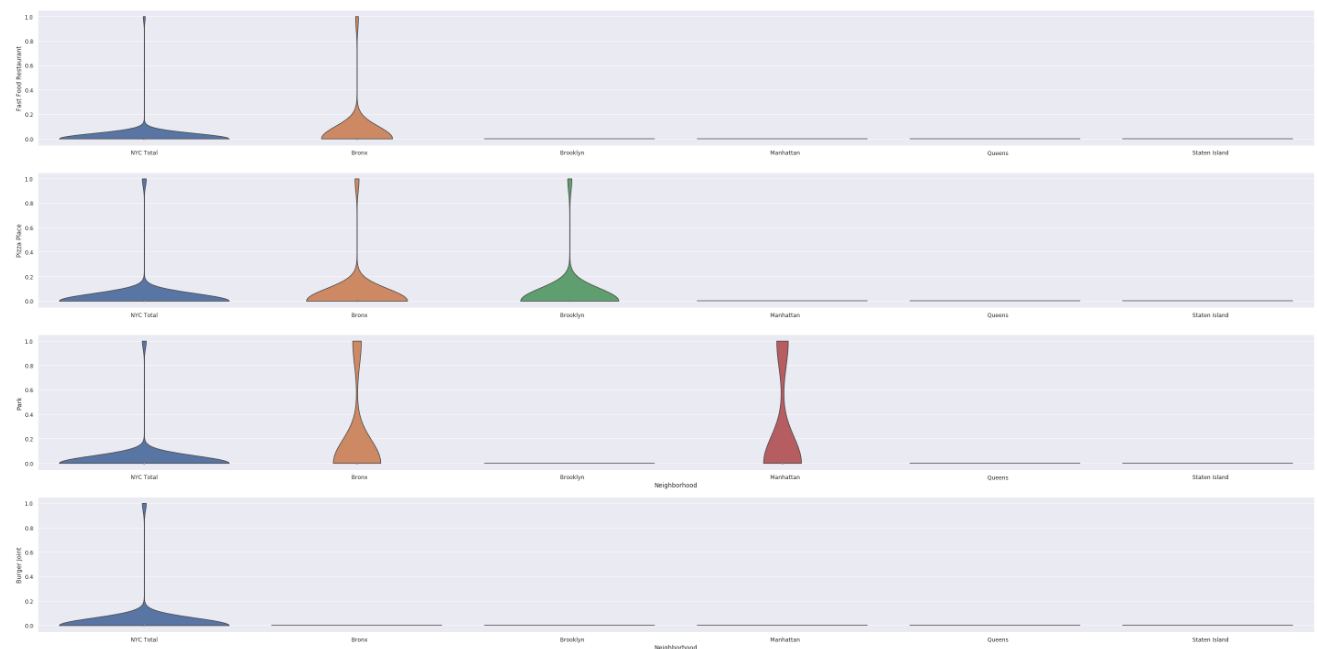 1.0
0.8
0.6
0.4
0.2
0.0
Fast Food Restaurant
NYC Total Bronx Brooklyn Manhattan Queens Staten Island
1.0
0.8
0.6
0.4
0.2
0.0
Pizza Place
NYC Total Bronx Brooklyn Manhattan Queens Staten Island
1.0
0.8
0.6
0.4
0.2
0.0
Park
NYC Total Bronx Brooklyn Manhattan Queens Staten Island
Neighborhood
1.0
0.8
0.6
0.4
0.2
0.0
Burger Joint
NYC Total Bronx Brooklyn Manhattan Queens Staten Island
Neighborhood